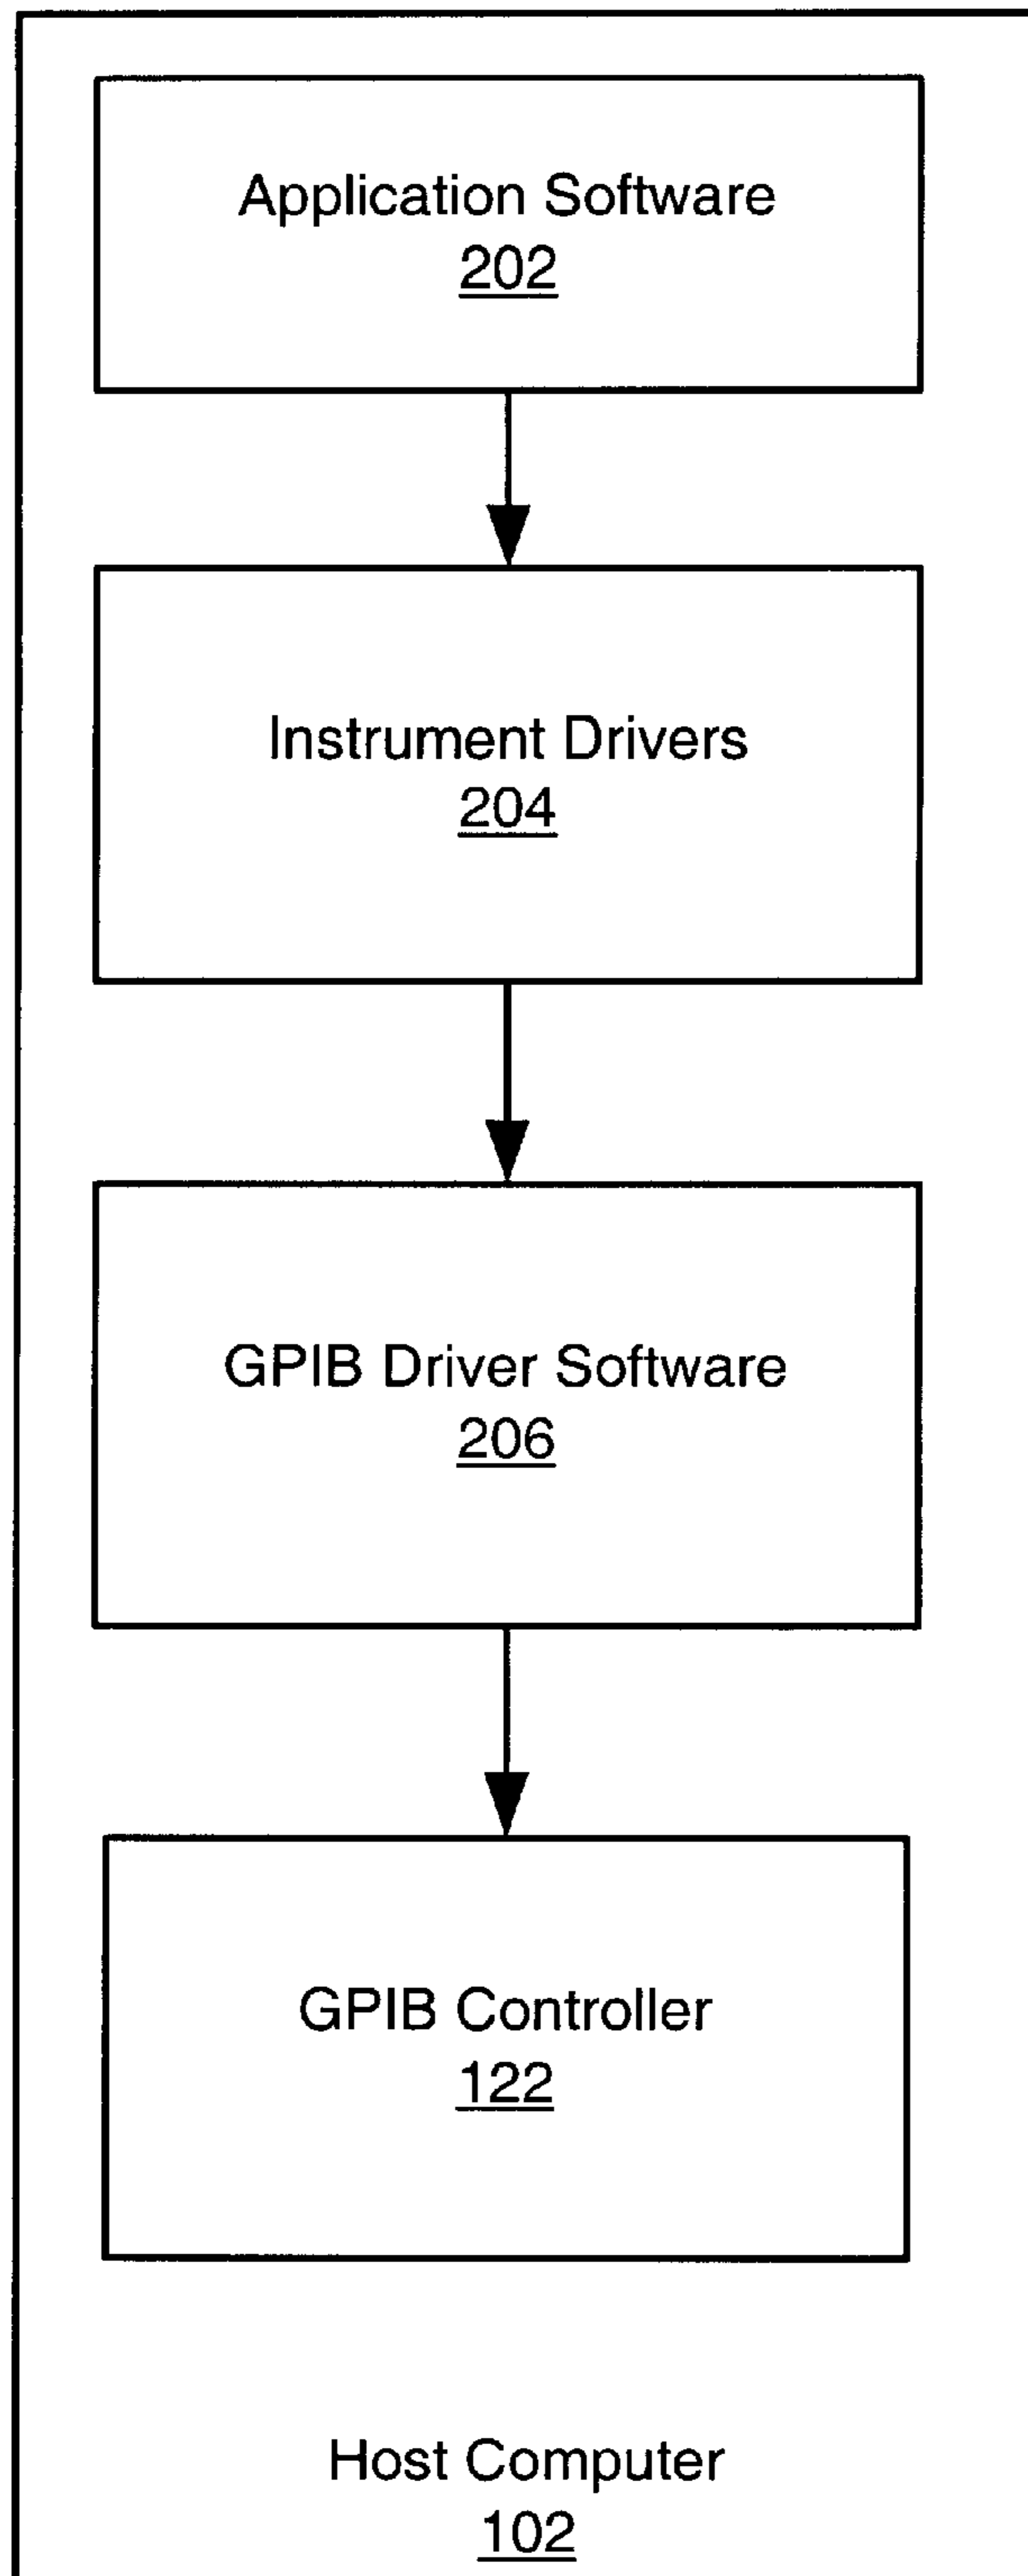 Application Software
202
Instrument Drivers
204
GPIB Driver Software
206
GPIB Controller
122
Host Computer
102